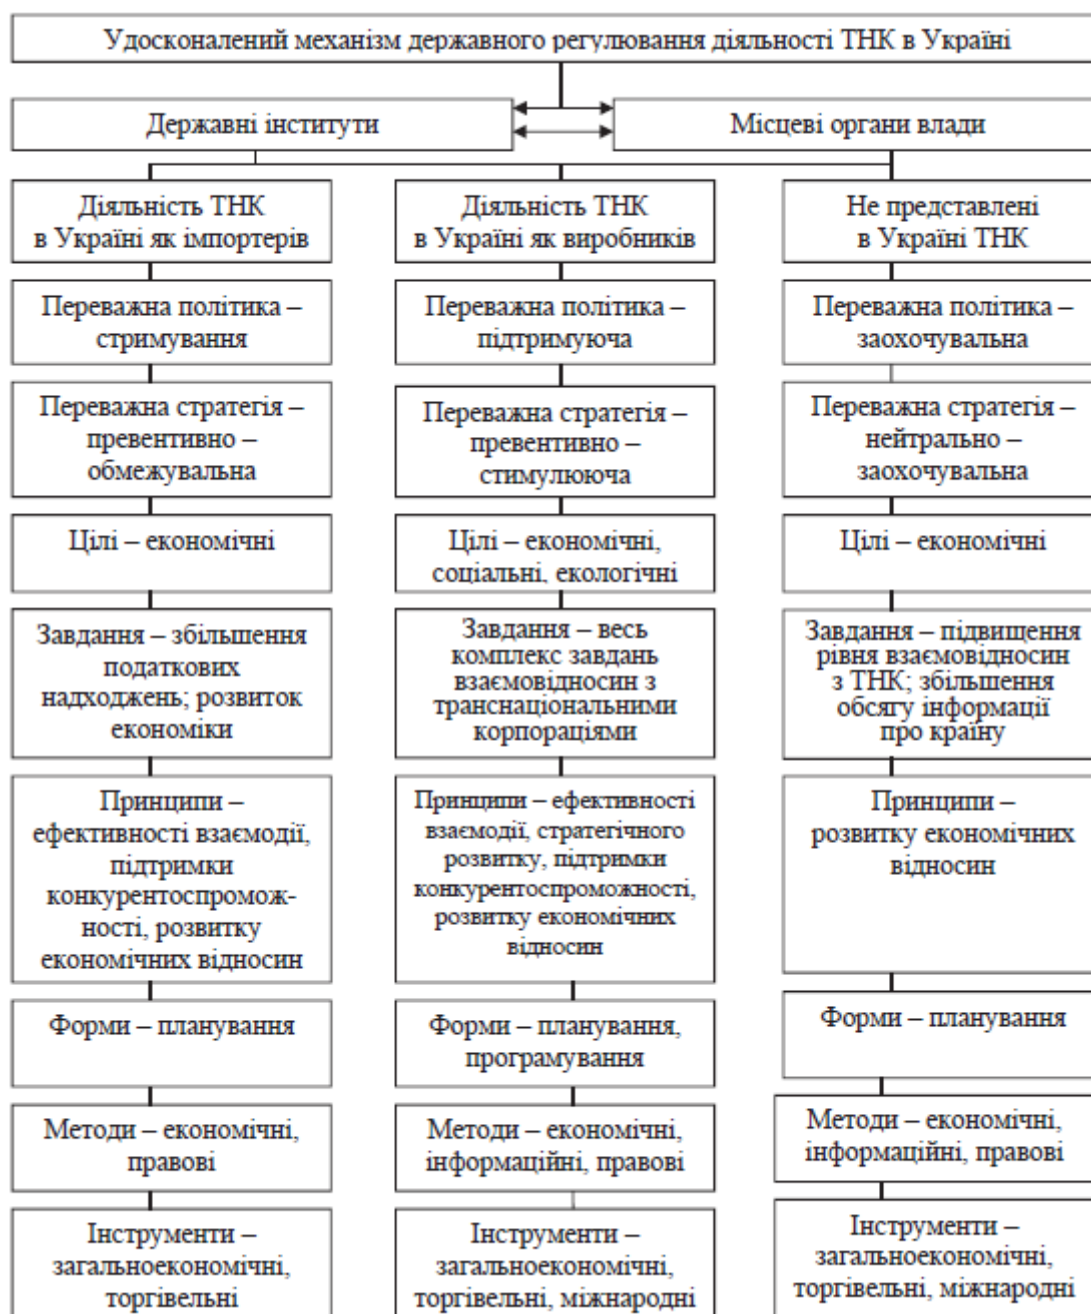 Удосконалений механізм державного регулювання діяльності ТНК в Україні
Державні інститути
Місцеві органи влади
Діяльність ТНК
в Україні як імпортерів
Діяльність ТНК
в Україні як виробників
Не представлені
в Україні ТНК
Переважна політика –
стримування
Переважна політика –
підтримуюча
Переважна політика –
заохочувальна
Переважна стратегія –
превентивно –
обмежувальна
Переважна стратегія –
превентивно –
стимулююча
Переважна стратегія –
нейтрально –
заохочувальна
Цілі – економічні
Цілі – економічні,
соціальні, екологічні
Цілі – економічні
Завдання – збільшення
податкових
надходжень; розвиток
економіки
Завдання – весь
комплекс завдань
взаємовідносин з
транснаціональними
корпораціями
Завдання – підвищення
рівня взаємовідносин
з ТНК; збільшення
обсягу інформації
про країну
Принципи –
ефективності взаємодії,
підтримки
конкурентоспромож-
ності, розвитку
економічних відносин
Принципи – ефективності
взаємодії, стратегічного
розвитку, підтримки
конкурентоспроможності,
розвитку економічних
відносин
Принципи –
розвитку економічних
відносин
Форми – планування
Форми – планування,
програмування
Форми – планування
Методи – економічні,
правові
Методи – економічні,
інформаційні, правові
Методи – економічні,
інформаційні, правові
Інструменти –
загальноекономічні,
торгівельні
Інструменти –
загальноекономічні,
торгівельні, міжнародні
Інструменти –
загальноекономічні,
торгівельні, міжнародні